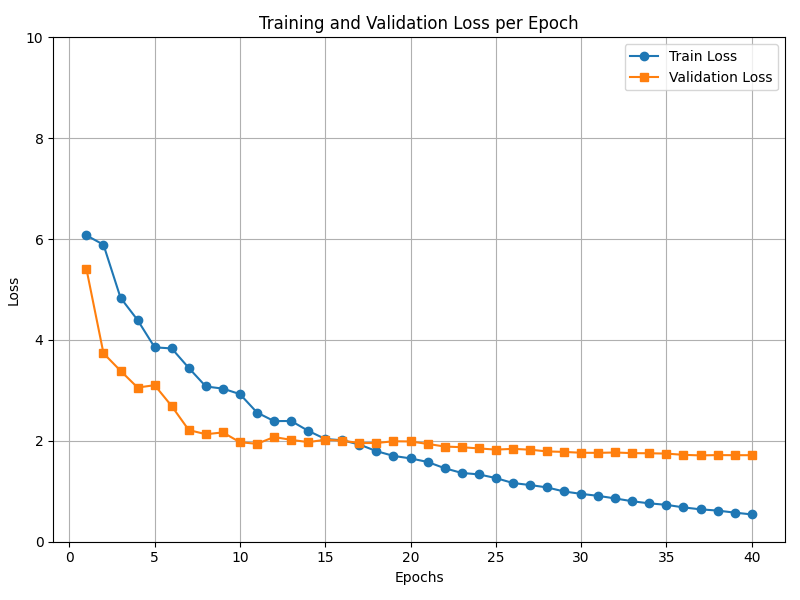 Training and Validation Loss per Epoch
Train Loss
Validation Loss
10
8
6
4
2
0
Loss
0 5 10 15 20 25 30 35 40
Epochs